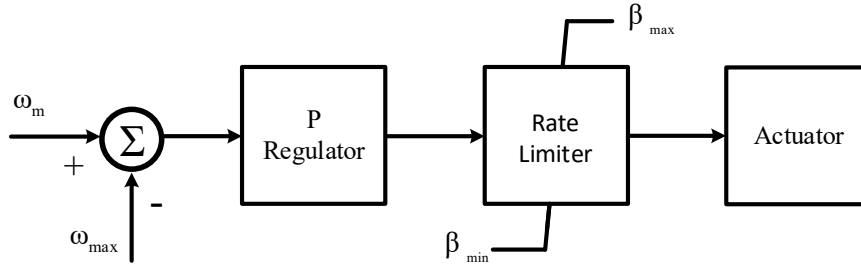 β max
ω m
+
Σ
P
Regulator
Rate
Limiter
Actuator
-
ω max
β min